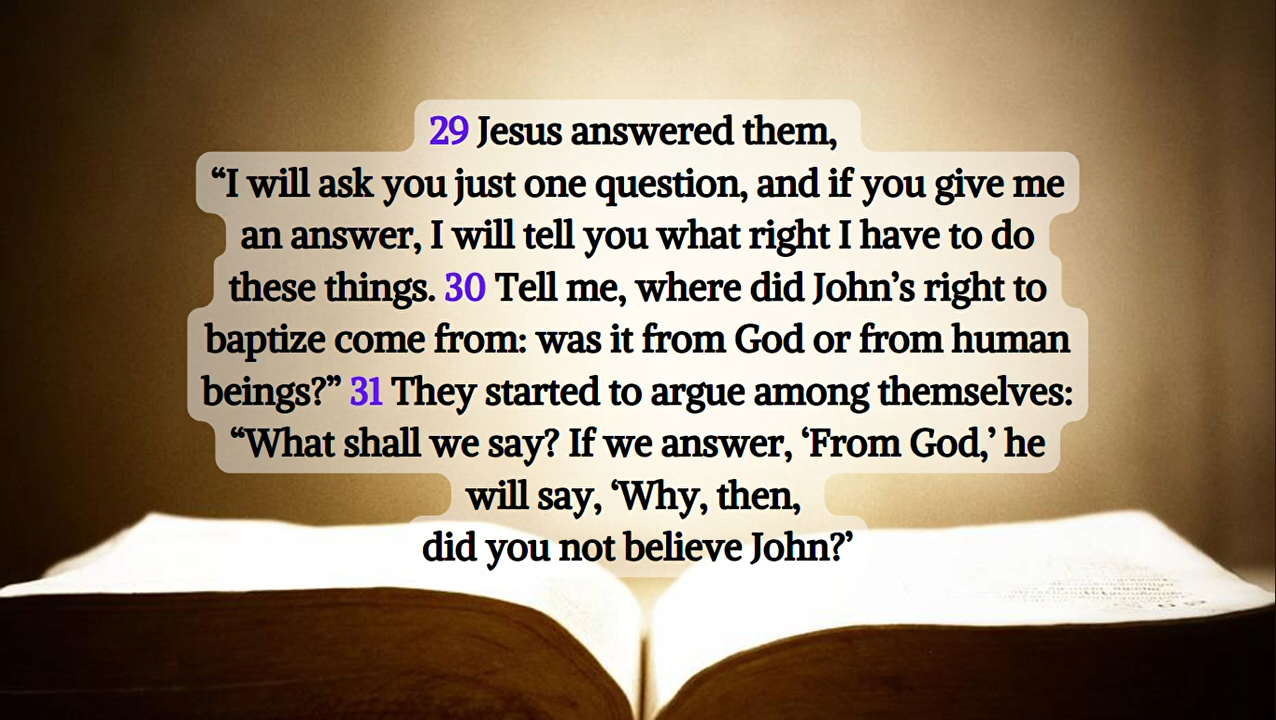 29 Jesus answered them,
“I will ask you just one question, and if you give me
an answer, I will tell you what right I have to do
these things. 30 Tell me, where did John’s right to
baptize come from: was it from God or from human
beings?” 31 They started to argue among themselves:
“What shall we say? If we answer, ‘From God,’ he
will say, ‘Why, then,
did you not believe John?’